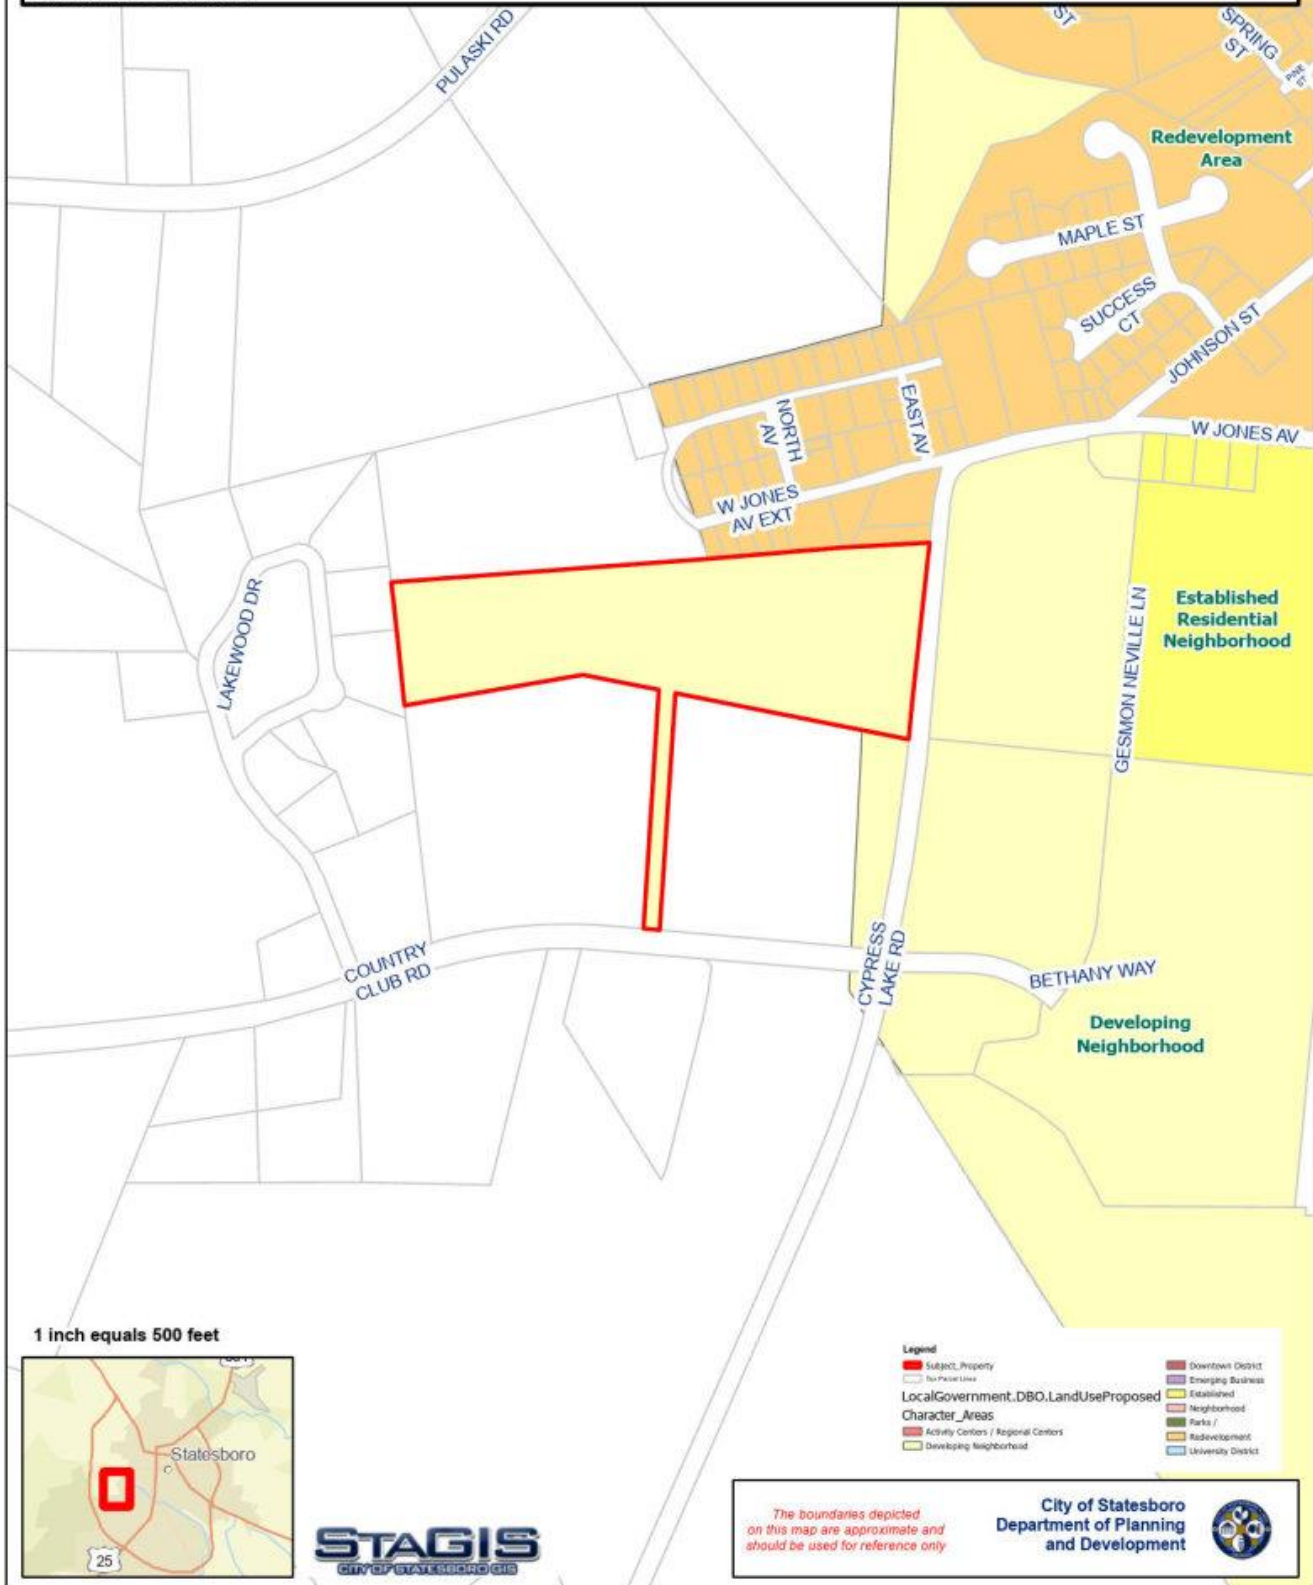 PULASKI RD
ST
SPRING
ST
PINE
ST
Redevelopment
Area
MAPLE ST
SUCCESS
CT
JOHNSON ST
W JONES AV
NORTH
AV
EAST AV
W JONES
AV EXT
LAKEWOOD DR
GESMON NEVILLE LN
Established
Residential
Neighborhood
COUNTRY
CLUB RD
CYPRESS
LAKE RD
BETHANY WAY
Developing
Neighborhood
1 inch equals 500 feet
Statesboro
25
STAGIS
CITY OF STATESBORO GIS
Legend
Subject_Property
Tax Parcel Lines
LocalGovernment.DBO.LandUseProposed
Character_Areas
Activity Centers / Regional Centers
Developing Neighborhood
Downtown District
Emerging Business
Established
Neighborhood
Parks /
Redevelopment
University District
The boundaries depicted
on this map are approximate and
should be used for reference only
City of Statesboro
Department of Planning
and Development